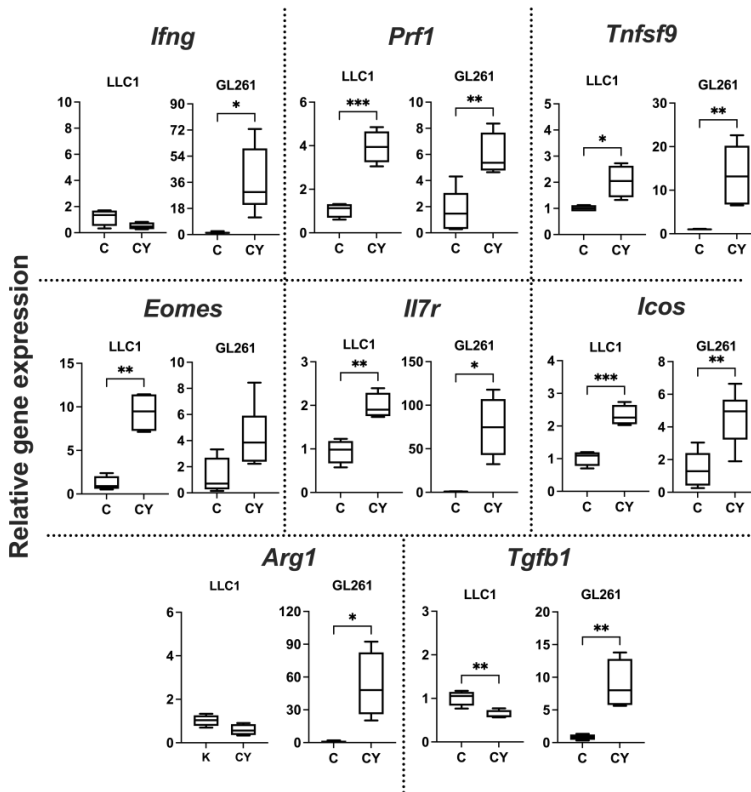 Relative gene expression
Ifng
LLC1
10
8
6
4
2
0
C CY
GL261
*
90
72
54
36
18
0
C CY
Prf1
LLC1
***
6
4
2
0
C CY
GL261
**
10
8
6
4
2
0
C CY
Tnfsf9
LLC1
*
5
4
3
2
1
0
C CY
GL261
**
30
20
10
0
C CY
Eomes
LLC1
**
15
10
5
0
C CY
GL261
10
8
6
4
2
0
C CY
Il7r
LLC1
**
3
2
1
0
C CY
GL261
*
150
100
50
0
C CY
Icos
LLC1
***
4
3
2
1
0
C CY
GL261
**
8
6
4
2
0
C CY
Arg1
LLC1
6
4
2
0
K CY
GL261
*
120
90
60
30
0
C CY
Tgfb1
LLC1
**
3
2
1
0
C CY
GL261
**
20
15
10
5
0
C CY